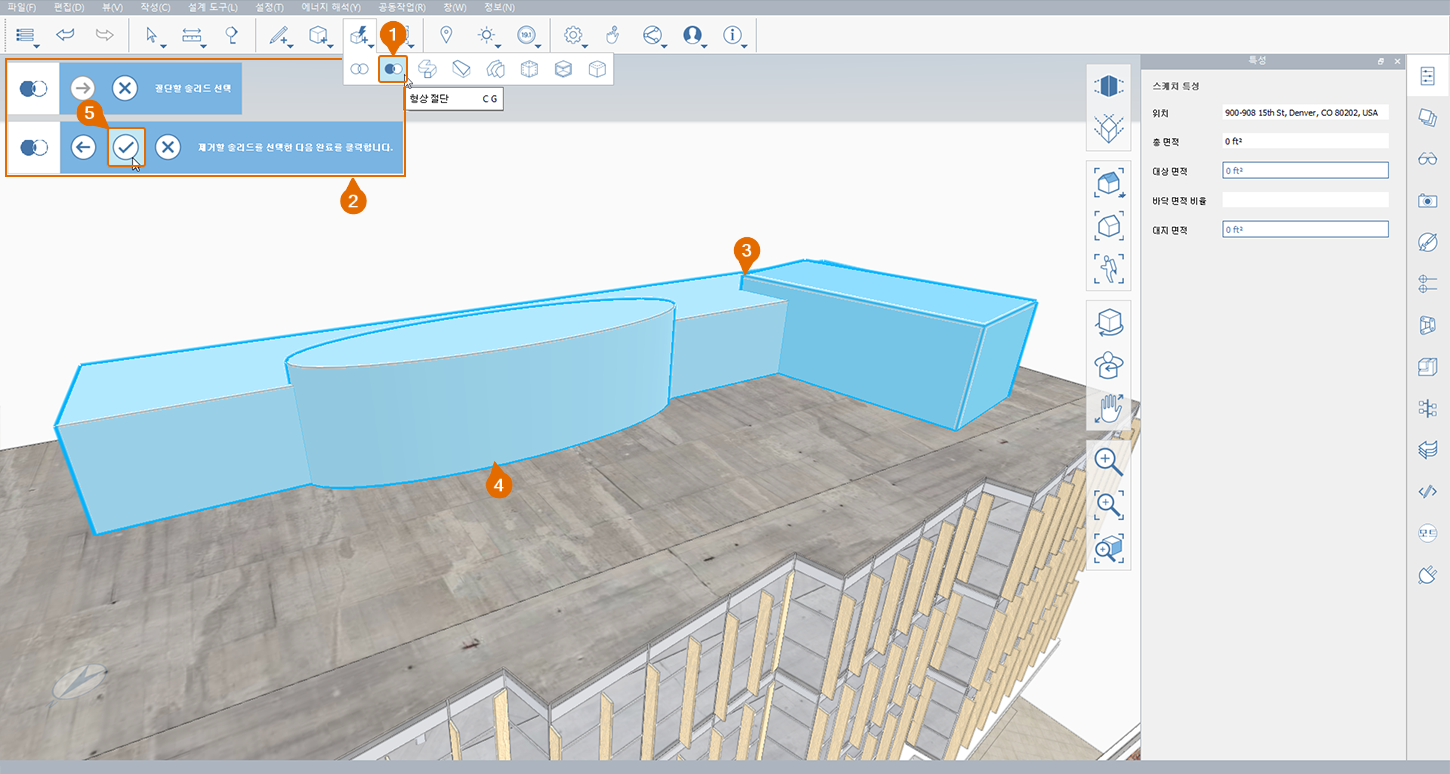 파일(F) 편집(D) 뷰(V) 작성(C) 설계 도구(L) 설정(T) 에너지 해석(Y) 공동작업(R) 창(W) 정보(N)
19:1
1
형상 절단 C G
절단할 솔리드 선택
5
제거할 솔리드를 선택한 다음 완료를 클릭합니다.
2
3
4
특성
스케치 특성
위치 900-908 15th St, Denver, CO 80202, USA
총 면적 0 ft²
대상 면적 0 ft²
바닥 면적 비율
대지 면적 0 ft²
모드